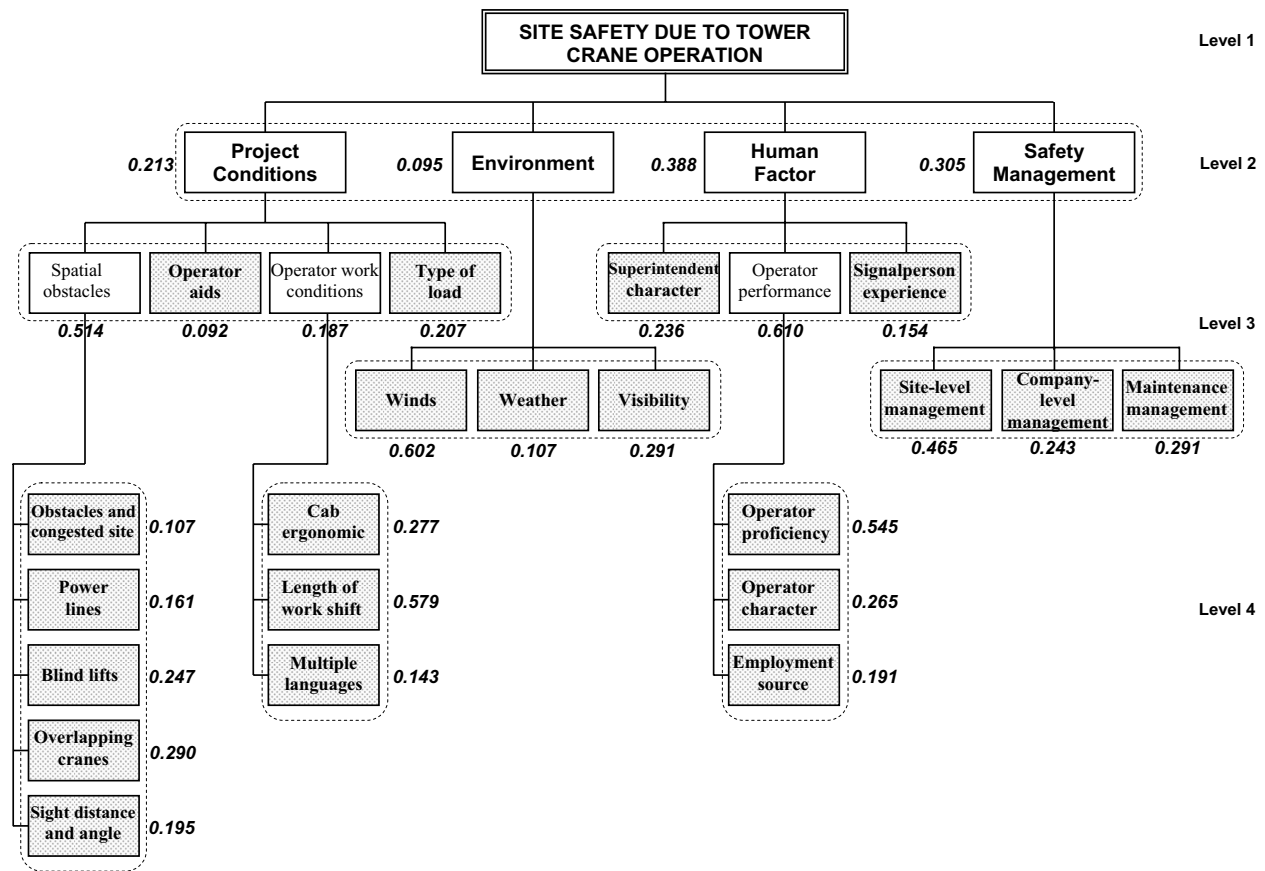 SITE SAFETY DUE TO TOWER
CRANE OPERATION
Level 1
0.213
Project
Conditions
0.095
Environment
0.388
Human
Factor
0.305
Safety
Management
Level 2
Spatial
obstacles
0.514
Operator
aids
0.092
Operator work
conditions
0.187
Type of
load
0.207
Superintendent
character
0.236
Operator
performance
0.610
Signalperson
experience
0.154
Level 3
Winds
0.602
Weather
0.107
Visibility
0.291
Site-level
management
0.465
Company-
level
management
0.243
Maintenance
management
0.291
Obstacles and
congested site
0.107
Power
lines
0.161
Blind lifts
0.247
Overlapping
cranes
0.290
Sight distance
and angle
0.195
Cab
ergonomic
0.277
Length of
work shift
0.579
Multiple
languages
0.143
Operator
proficiency
0.545
Operator
character
0.265
Employment
source
0.191
Level 4